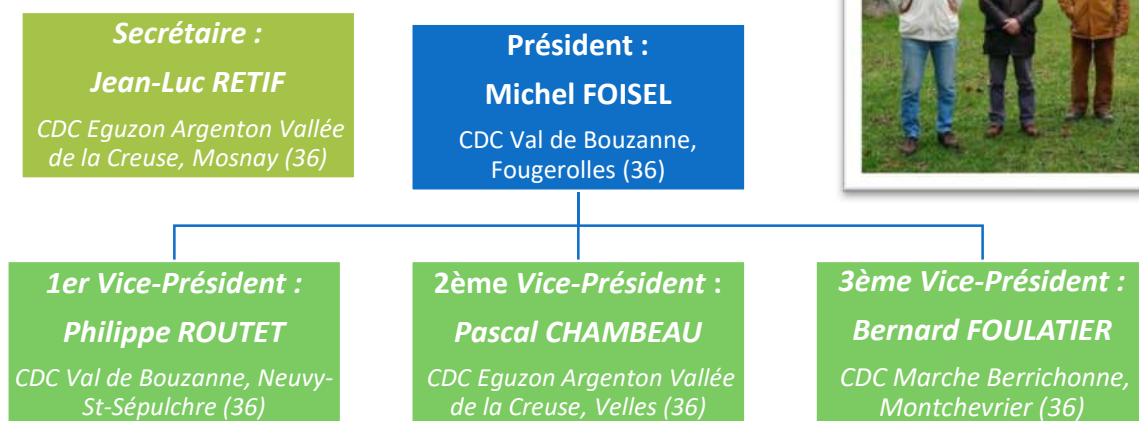 Secrétaire :
Jean-Luc RETIF
CDC Eguzon Argenton Vallée
de la Creuse, Mosnay (36)
Président :
Michel FOISEL
CDC Val de Bouzanne,
Fougerolles (36)
1er Vice-Président :
Philippe ROUTET
CDC Val de Bouzanne, Neuvy-
St-Sépulchre (36)
2ème Vice-Président :
Pascal CHAMBEAU
CDC Eguzon Argenton Vallée
de la Creuse, Velles (36)
3ème Vice-Président :
Bernard FOULATIER
CDC Marche Berrichonne,
Montchevrier (36)